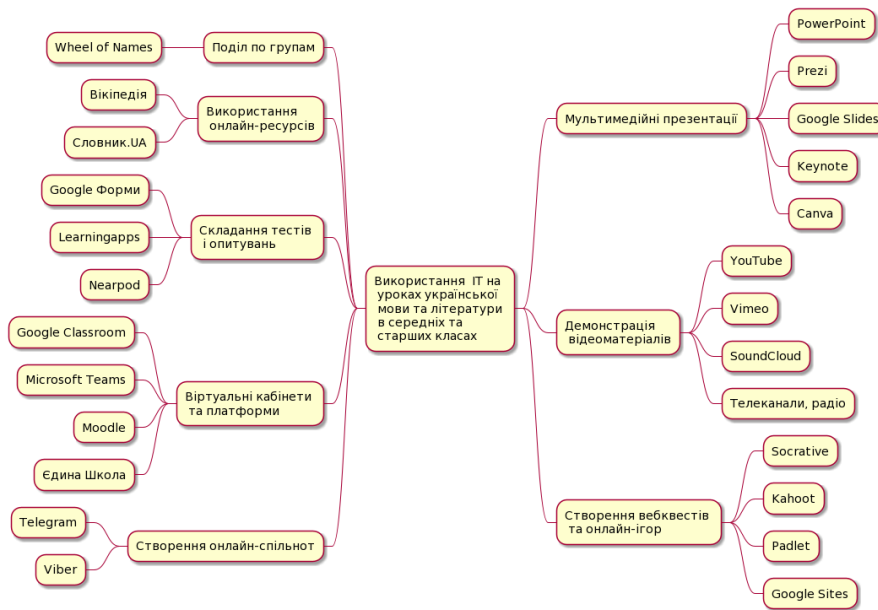 Використання ІТ на
уроках української
мови та літератури
в середніх та
старших класах
Мультимедійні презентації
PowerPoint
Prezi
Google Slides
Keynote
Canva
Демонстрація
відеоматеріалів
YouTube
Vimeo
SoundCloud
Телеканали, радіо
Створення вебквестів
та онлайн-ігор
Socrative
Kahoot
Padlet
Google Sites
Поділ по групам
Wheel of Names
Використання
онлайн-ресурсів
Вікіпедія
Словник.UA
Складання тестів
і опитувань
Google Форми
Learningapps
Nearpod
Віртуальні кабінети
та платформи
Google Classroom
Microsoft Teams
Moodle
Єдина Школа
Створення онлайн-спільнот
Telegram
Viber